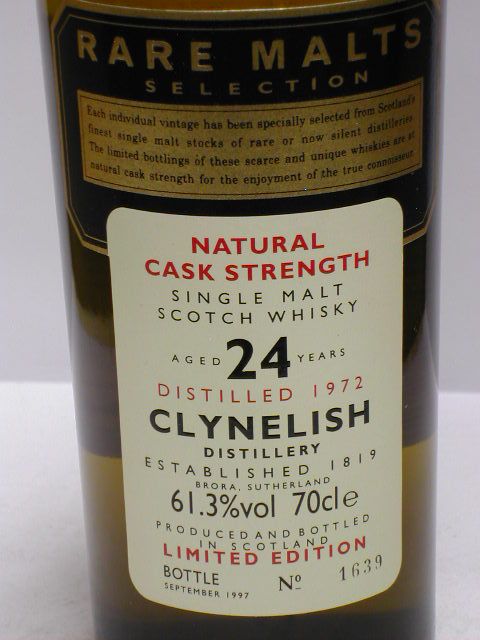 RARE MALTS
SELECTION
Each individual vintage has been specially selected from Scotland's
finest single malt stocks of rare or now silent distilleries.
The limited bottlings of these scarce and unique whiskies are at
natural cask strength for the enjoyment of the true connoisseur.
NATURAL
CASK STRENGTH
SINGLE MALT
SCOTCH WHISKY
AGED 24 YEARS
DISTILLED 1972
CLYNELISH
DISTILLERY
ESTABLISHED 1819
BRORA, SUTHERLAND
61.3%vol 70cle
PRODUCED AND BOTTLED
IN SCOTLAND
LIMITED EDITION
BOTTLE Nº 1639
SEPTEMBER 1997